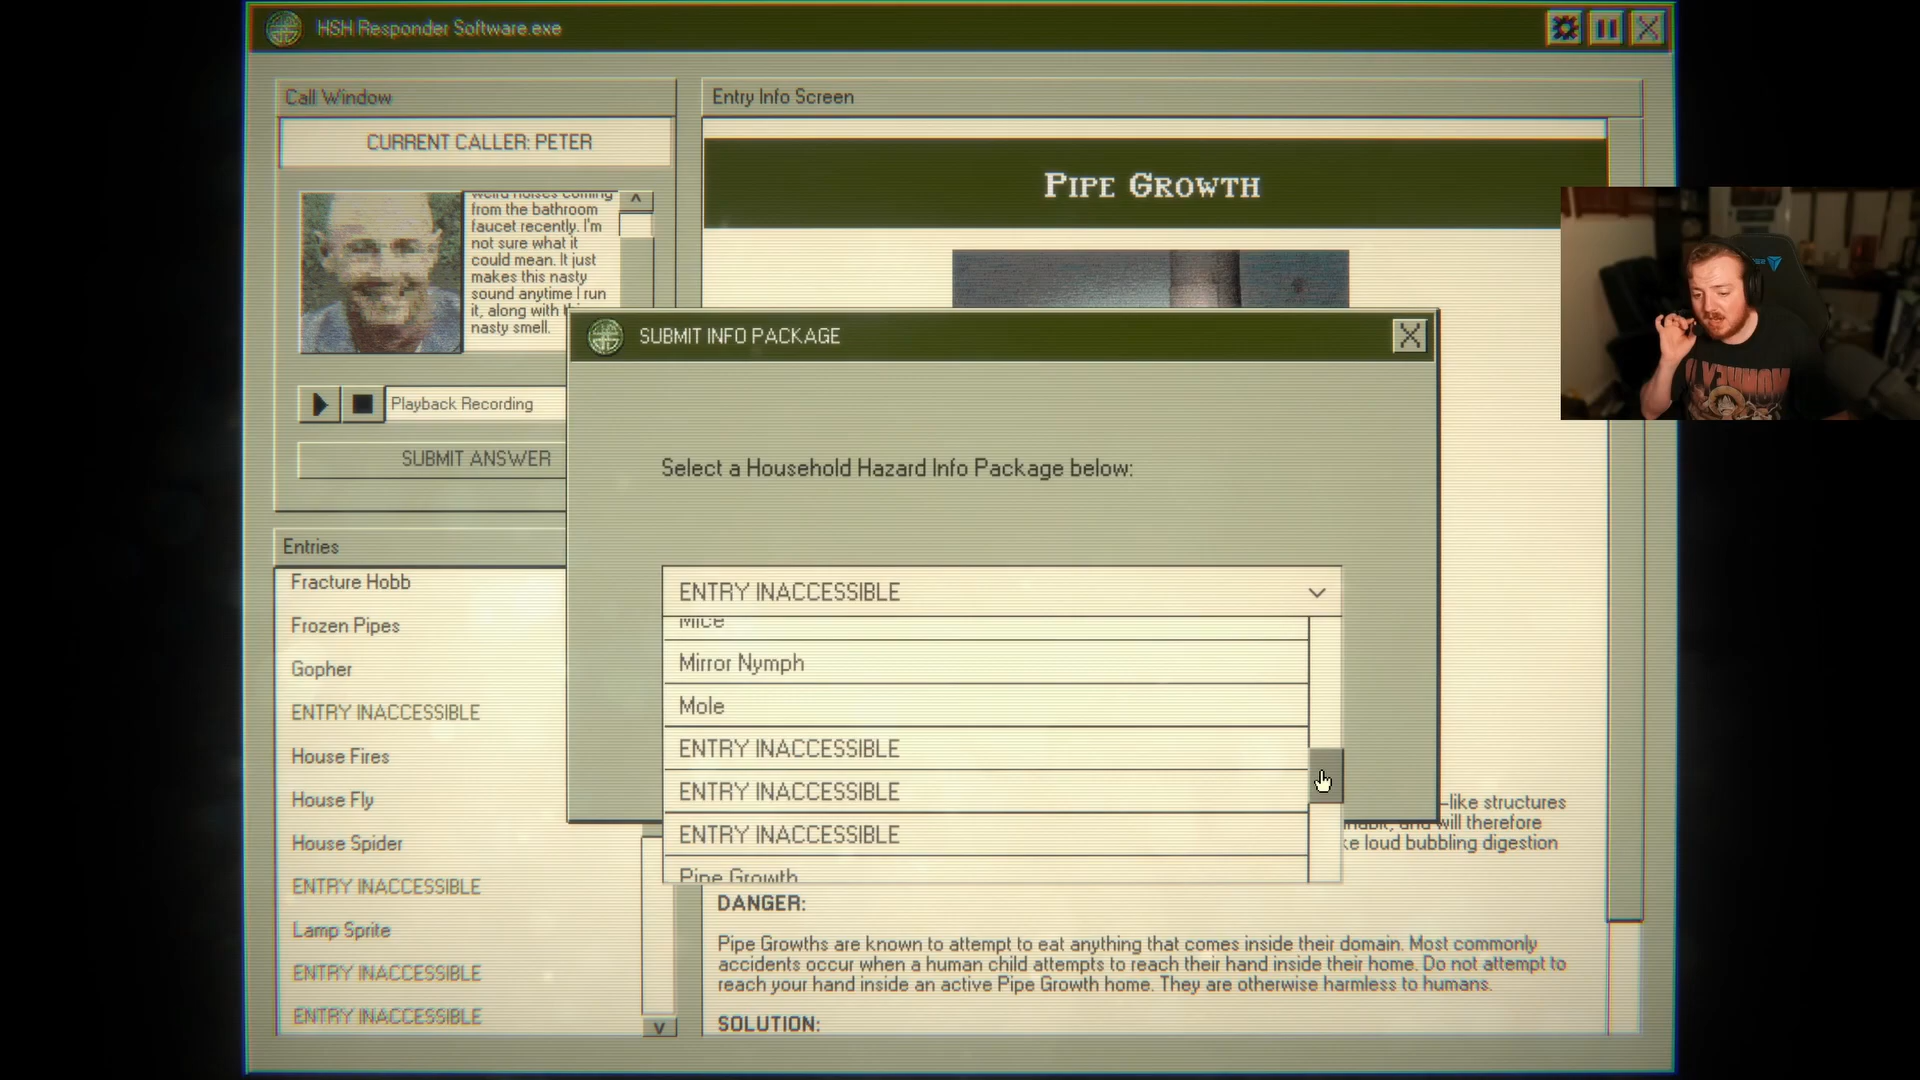 HSH Responder Software.exe
Call Window
CURRENT CALLER: PETER
weird noises coming
from the bathroom
faucet recently. I'm
not sure what it
could mean. It just
makes this nasty
sound anytime I run
it, along with
nasty smell.
Playback Recording
SUBMIT ANSWER
Entries
Fracture Hobb
Frozen Pipes
Gopher
ENTRY INACCESSIBLE
House Fires
House Fly
House Spider
ENTRY INACCESSIBLE
Lamp Sprite
ENTRY INACCESSIBLE
ENTRY INACCESSIBLE
Entry Info Screen
PIPE GROWTH
SUBMIT INFO PACKAGE
Select a Household Hazard Info Package below:
ENTRY INACCESSIBLE
Mice
Mirror Nymph
Mole
ENTRY INACCESSIBLE
ENTRY INACCESSIBLE
ENTRY INACCESSIBLE
Pipe Growth
-like structures
and will therefore
loud bubbling digestion
DANGER:
Pipe Growths are known to attempt to eat anything that comes inside their domain. Most commonly
accidents occur when a human child attempts to reach their hand inside their home. Do not attempt to
reach your hand inside an active Pipe Growth home. They are otherwise harmless to humans.
SOLUTION: